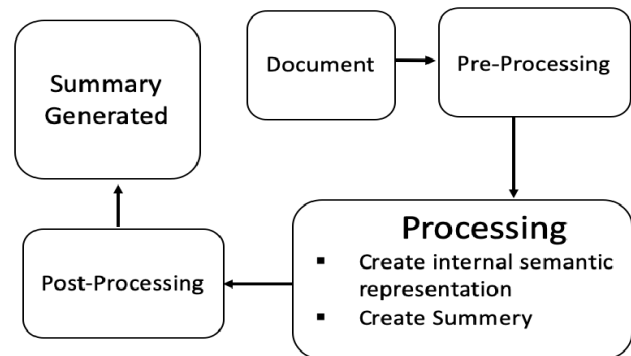 Summary
Generated
Document
Pre-Processing
Processing
▪ Create internal semantic
representation
▪ Create Summery
Post-Processing